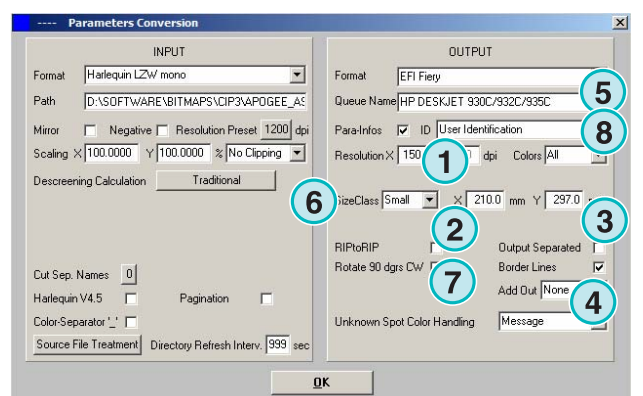 ---- Parameters Conversion
INPUT
Format Harlequin LZW mono
Path D:\SOFTWARE\BITMAPS\CIP3\APOGEE_AS
Mirror Negative Resolution Preset 1200 dpi
Scaling X 100.0000 Y 100.0000 % No Clipping
Descreening Calculation Traditional
Cut Sep. Names 0
Harlequin V4.5 Pagination
Color-Separator '_'
Source File Treatment Directory Refresh Interv. 999 sec
OUTPUT
Format EFI Fiery
5
Queue Name HP DESKJET 930C/932C/935C
Para-Infos ID User Identification
8
Resolution X 150 1 dpi Colors All
6
SizeClass Small X 210.0 mm Y 297.0
2
3
RIPtoRIP Output Separated
Rotate 90 dgrs CW 7 Border Lines
Add Out None
4
Unknown Spot Color Handling Message
OK